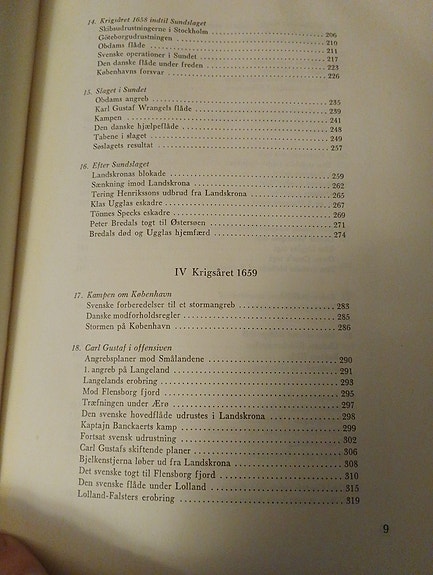 14. Krigsåret 1658 indtil Sundslaget
Skibsudrustningerne i Stockholm 206
Göteborgudrustningen 210
Obdams flåde 211
Svenske operationer i Sundet 217
Den danske flåde under freden 223
Københavns forsvar 226
15. Slaget i Sundet
Obdams angreb 235
Karl Gustaf Wrangels flåde 239
Kampen 241
Den danske hjælpeflåde 248
Tabene i slaget 249
Søslagets resultat 257
16. Efter Sundslaget
Landskronas blokade 259
Sænkning imod Landskrona 262
Tering Henrikssons udbrud fra Landskrona 265
Klas Ugglas eskadre 267
Tönnes Specks eskadre 269
Peter Bredals togt til Østersøen 271
Bredals død og Ugglas hjemfærd 274
IV Krigsåret 1659
17. Kampen om København
Svenske forberedelser til et stormangreb 283
Danske modforholdsregler 285
Stormen på København 286
18. Carl Gustaf i offensiven
Angrebsplaner mod Smålandene 290
1. angreb på Langeland 291
Langelands erobring 293
Mod Flensborg fjord 295
Træfningen under Ærø 297
Den svenske hovedflåde udrustes i Landskrona 298
Kaptajn Banckaerts kamp 299
Fortsat svensk udrustning 302
Carl Gustafs skiftende planer 306
Bjelkenstjerna løber ud fra Landskrona 308
Det svenske togt til Flensborg fjord 310
Den svenske flåde under Lolland 315
Lolland-Falsters erobring 319
9